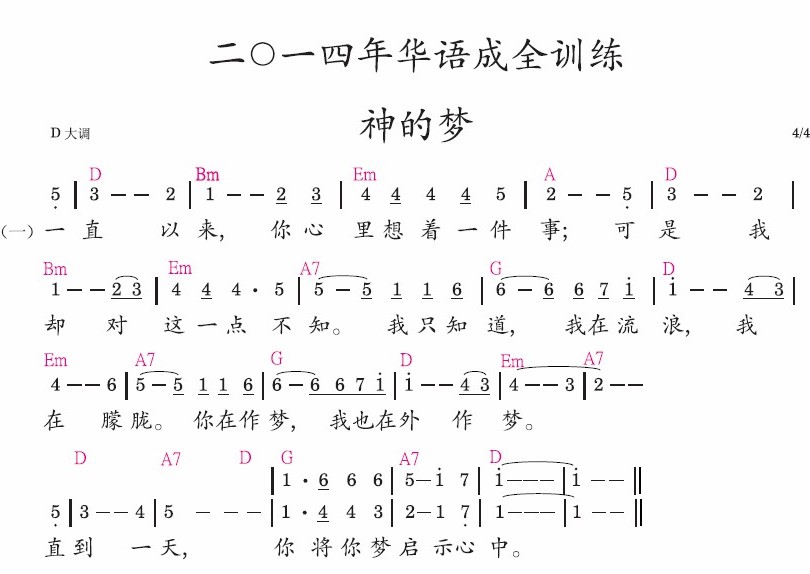 二〇一四年华语成全训练
神的梦
D 大调 4/4
D Bm Em A D
5 | 3 — — 2 | 1 — — 2 3 | 4 4 4 4 5 | 2 — — 5 | 3 — — 2 |
（一） 一 直 以 来， 你 心 里 想 着 一 件 事； 可 是 我
Bm Em A7 G D
1 — — 2 3 | 4 4 4 · 5 | 5 — 5 1 1 6 | 6 — 6 6 7 i | i — — 4 3 |
却 对 这 一 点 不 知。 我 只 知 道， 我 在 流 浪， 我
Em A7 G D Em A7
4 — — 6 | 5 — 5 1 1 6 | 6 — 6 6 7 i | i — — 4 3 | 4 — — 3 | 2 — —
在 朦 胧。 你 在 作 梦， 我 也 在 外 作 梦。
D A7 D G A7 D
| 1 · 6 6 6 | 5 — i 7 | i — — — | i — — ||
5 | 3 — — 4 | 5 — — — | 1 · 4 4 3 | 2 — 1 7 | 1 — — — | 1 — — ||
直 到 一 天， 你 将 你 梦 启 示 心 中。